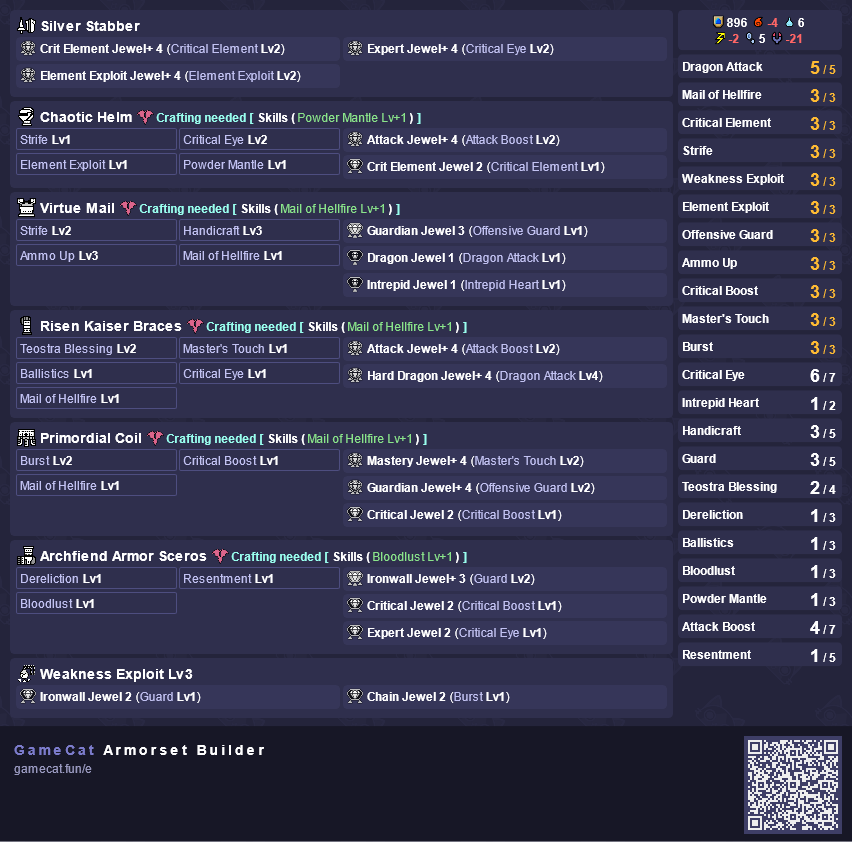 Silver Stabber
Crit Element Jewel+ 4 (Critical Element Lv2)
Expert Jewel+ 4 (Critical Eye Lv2)
Element Exploit Jewel+ 4 (Element Exploit Lv2)
Chaotic Helm Crafting needed [ Skills ( Powder Mantle Lv+1 ) ]
Strife Lv1
Critical Eye Lv2
Attack Jewel+ 4 (Attack Boost Lv2)
Element Exploit Lv1
Powder Mantle Lv1
Crit Element Jewel 2 (Critical Element Lv1)
Virtue Mail Crafting needed [ Skills ( Mail of Hellfire Lv+1 ) ]
Strife Lv2
Handicraft Lv3
Guardian Jewel 3 (Offensive Guard Lv1)
Ammo Up Lv3
Mail of Hellfire Lv1
Dragon Jewel 1 (Dragon Attack Lv1)
Intrepid Jewel 1 (Intrepid Heart Lv1)
Risen Kaiser Braces Crafting needed [ Skills ( Mail of Hellfire Lv+1 ) ]
Teostra Blessing Lv2
Master's Touch Lv1
Attack Jewel+ 4 (Attack Boost Lv2)
Ballistics Lv1
Critical Eye Lv1
Hard Dragon Jewel+ 4 (Dragon Attack Lv4)
Mail of Hellfire Lv1
Primordial Coil Crafting needed [ Skills ( Mail of Hellfire Lv+1 ) ]
Burst Lv2
Critical Boost Lv1
Mastery Jewel+ 4 (Master's Touch Lv2)
Mail of Hellfire Lv1
Guardian Jewel+ 4 (Offensive Guard Lv2)
Critical Jewel 2 (Critical Boost Lv1)
Archfiend Armor Sceros Crafting needed [ Skills ( Bloodlust Lv+1 ) ]
Dereliction Lv1
Resentment Lv1
Ironwall Jewel+ 3 (Guard Lv2)
Bloodlust Lv1
Critical Jewel 2 (Critical Boost Lv1)
Expert Jewel 2 (Critical Eye Lv1)
Weakness Exploit Lv3
Ironwall Jewel 2 (Guard Lv1)
Chain Jewel 2 (Burst Lv1)
896 -4 6
-2 5 -21
Dragon Attack 5 / 5
Mail of Hellfire 3 / 3
Critical Element 3 / 3
Strife 3 / 3
Weakness Exploit 3 / 3
Element Exploit 3 / 3
Offensive Guard 3 / 3
Ammo Up 3 / 3
Critical Boost 3 / 3
Master's Touch 3 / 3
Burst 3 / 3
Critical Eye 6 / 7
Intrepid Heart 1 / 2
Handicraft 3 / 5
Guard 3 / 5
Teostra Blessing 2 / 4
Dereliction 1 / 3
Ballistics 1 / 3
Bloodlust 1 / 3
Powder Mantle 1 / 3
Attack Boost 4 / 7
Resentment 1 / 5
GameCat Armorset Builder
gamecat.fun/e